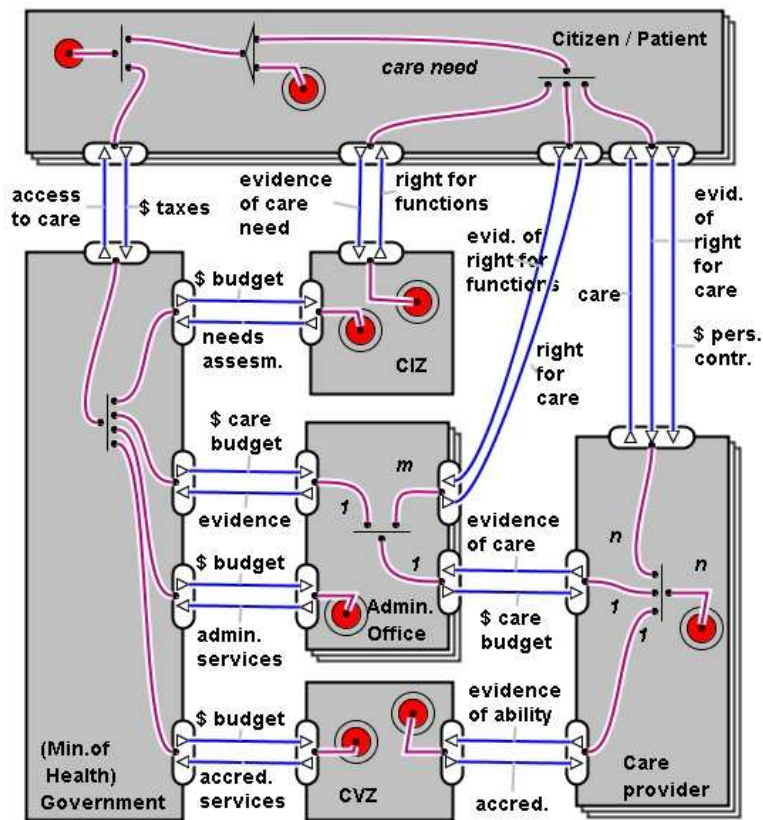 Citizen / Patient
care need
access
to care
$ taxes
evidence
of care
need
right for
functions
evid. of
right for
functions
evid.
of
right
for
care
care
$ pers.
contr.
right
for
care
$ budget
needs
assesm.
CIZ
$ care
budget
evidence
m
1
1
$ budget
admin.
services
Admin.
Office
evidence
of care
$ care
budget
n
n
1
1
$ budget
accred.
services
CVZ
evidence
of ability
accred.
(Min.of
Health)
Government
Care
provider